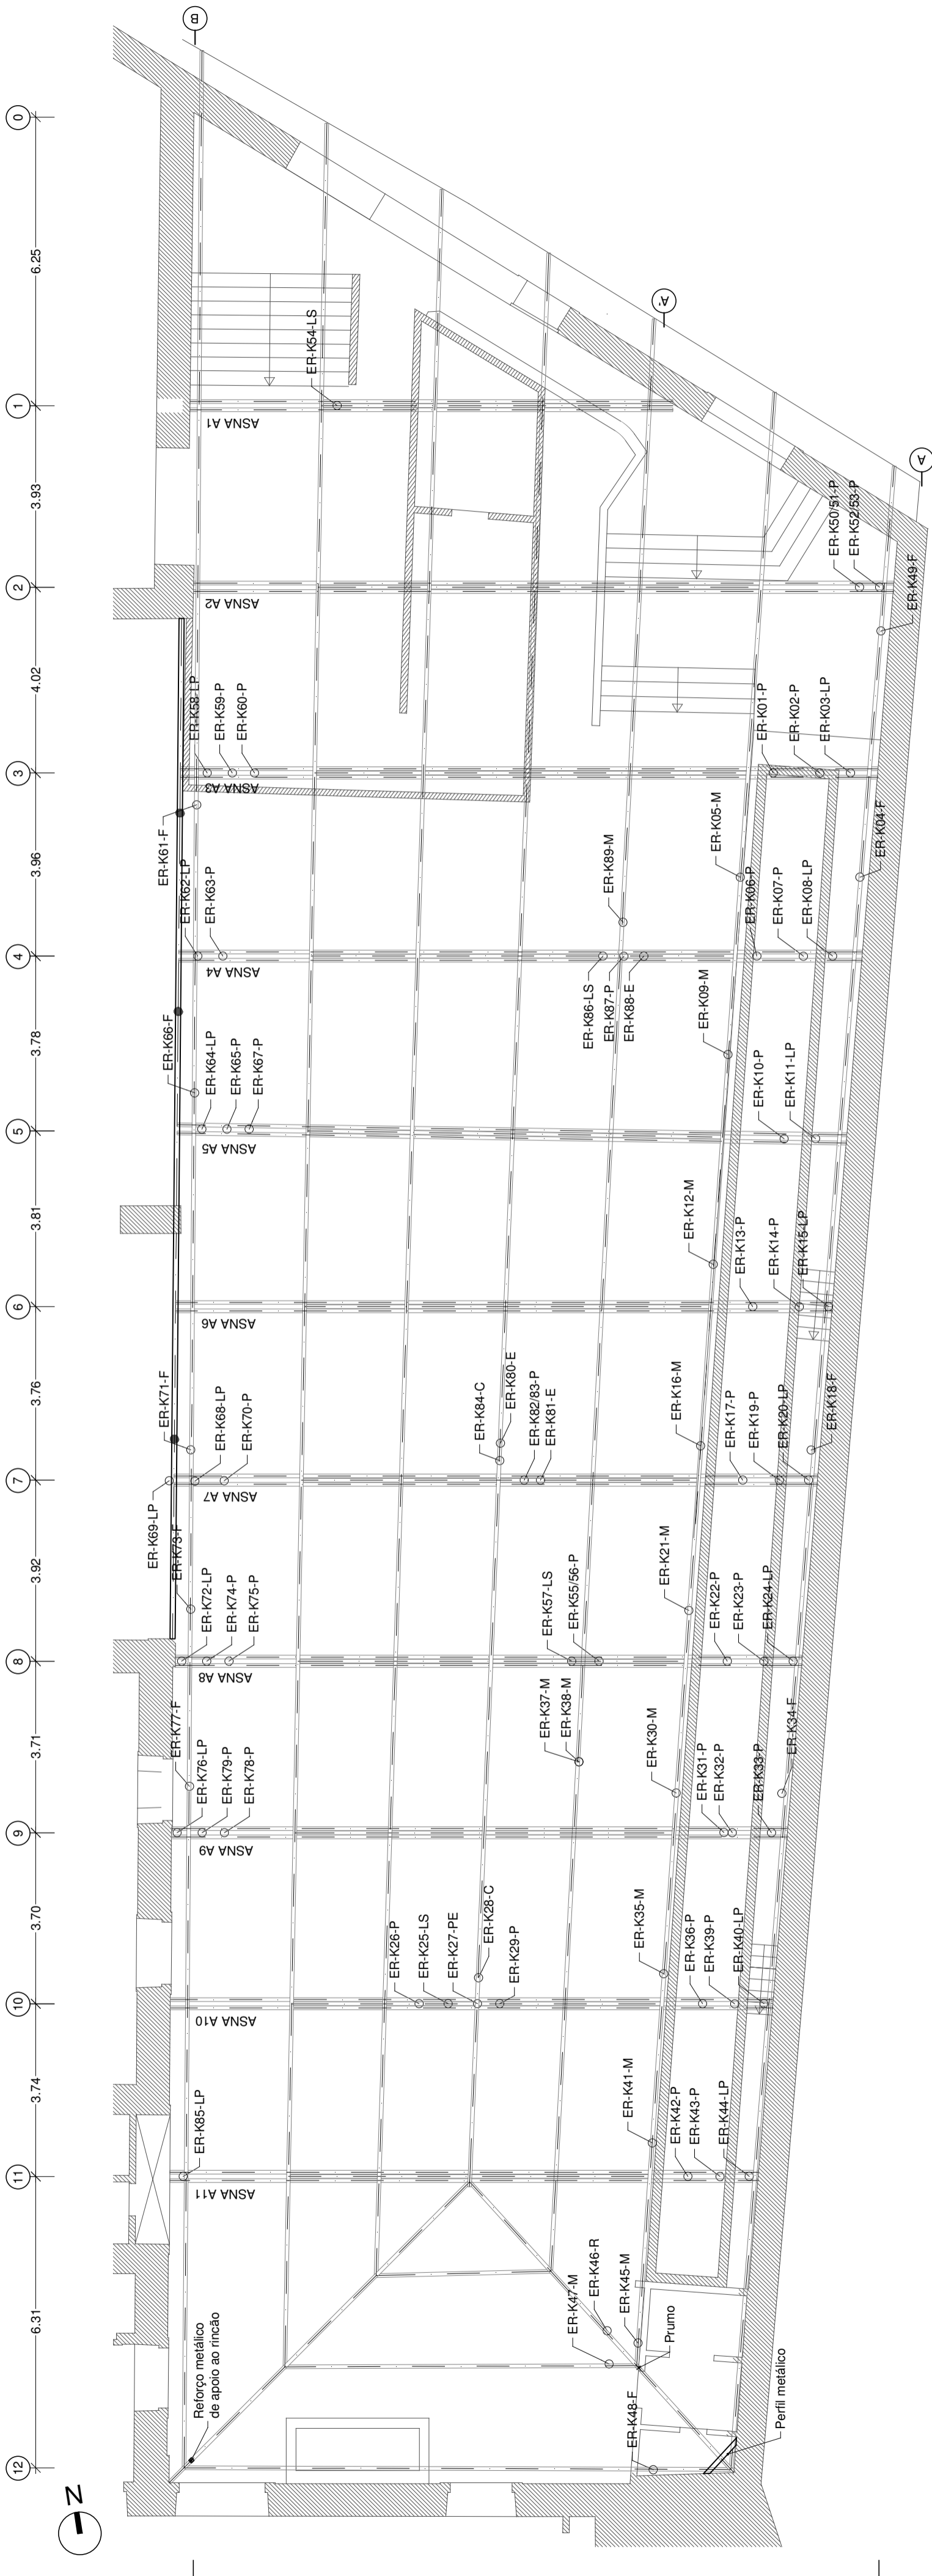 B
0
6.25
ER-K54-LS
A'
1
ASNA A1
3.93
A
ER-K50/51-P
ER-K52/53-P
2
ASNA A2
ER-K49-F
4.02
ER-K58-LP
ER-K59-P
ER-K60-P
ER-K01-P
ER-K02-P
ER-K03-LP
3
ASNA A3
ER-K61-F
3.96
ER-K05-M
ER-K04-F
ER-K62-LP
ER-K63-P
ER-K89-M
ER-K06-P
ER-K07-P
ER-K08-LP
4
ASNA A4
ER-K86-LS
ER-K87-P
ER-K88-E
3.78
ER-K66-F
ER-K09-M
ER-K64-LP
ER-K65-P
ER-K67-P
ER-K10-P
ER-K11-LP
5
ASNA A5
3.81
ER-K12-M
ER-K13-P
ER-K14-P
ER-K15-LP
6
ASNA A6
3.76
ER-K71-F
ER-K68-LP
ER-K70-P
ER-K84-C
ER-K80-E
ER-K82/83-P
ER-K81-E
ER-K16-M
ER-K17-P
ER-K19-P
ER-K20-LP
ER-K18-F
7
ASNA A7
ER-K69-LP
3.92
ER-K73-F
ER-K72-LP
ER-K74-P
ER-K75-P
ER-K57-LS
ER-K55/56-P
ER-K21-M
ER-K22-P
ER-K23-P
ER-K24-LP
8
ASNA A8
3.71
ER-K77-F
ER-K76-LP
ER-K79-P
ER-K78-P
ER-K37-M
ER-K38-M
ER-K30-M
ER-K31-P
ER-K32-P
ER-K33-P
ER-K34-F
9
ASNA A9
3.70
ER-K26-P
ER-K25-LS
ER-K27-PE
ER-K28-C
ER-K29-P
ER-K35-M
ER-K36-P
ER-K39-P
ER-K40-LP
10
ASNA A10
3.74
ER-K85-LP
ER-K41-M
ER-K42-P
ER-K43-P
ER-K44-LP
11
ASNA A11
6.31
Reforço metálico
de apoio ao rincão
ER-K47-M
ER-K46-R
ER-K45-M
Prumo
ER-K48-F
Perfil metálico
12
N